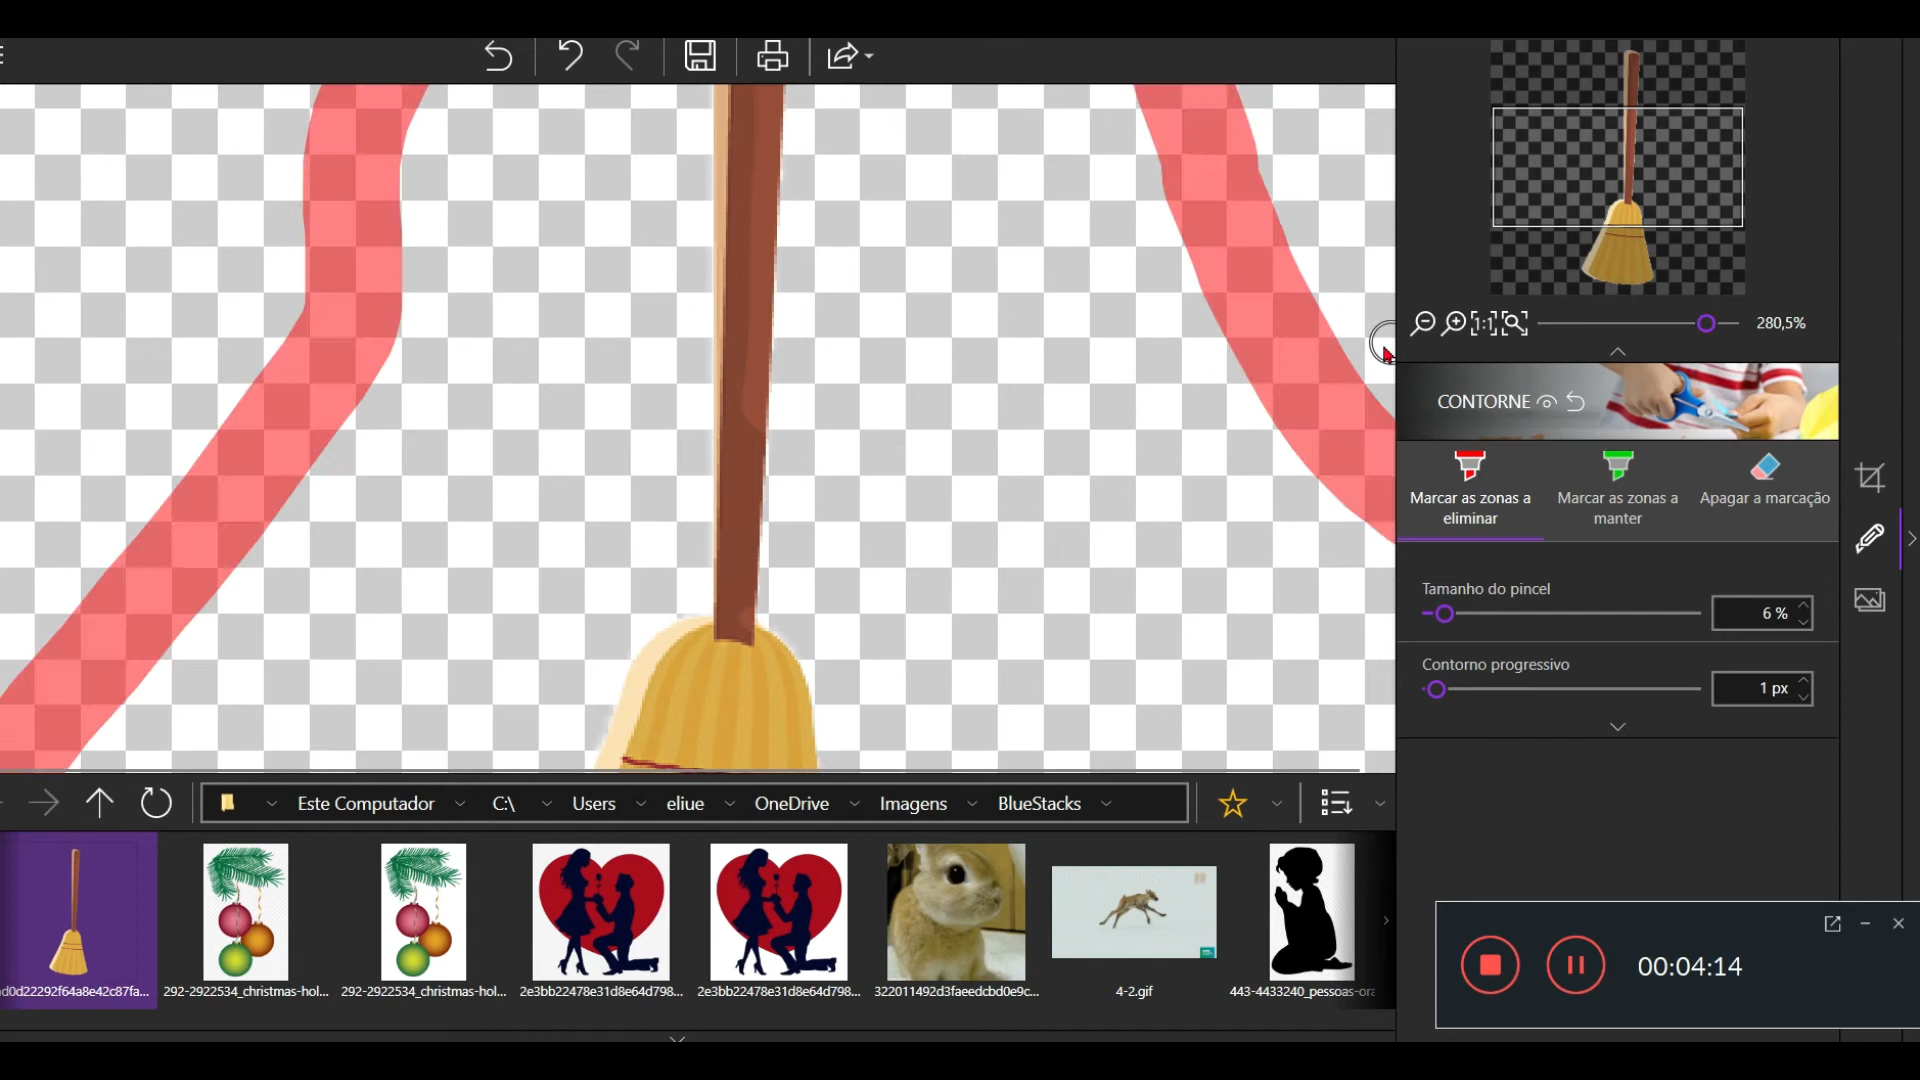 1:1
280,5%
CONTORNE
Marcar as zonas a
eliminar
Marcar as zonas a
manter
Apagar a marcação
Tamanho do pincel
6 %
Contorno progressivo
1 px
Este Computador
C:\
Users
eliue
OneDrive
Imagens
BlueStacks
d0d22292f64a8e42c87fa...
292-2922534_christmas-hol...
292-2922534_christmas-hol...
2e3bb22478e31d8e64d798...
2e3bb22478e31d8e64d798...
322011492d3faeedcbd0e9c...
4-2.gif
443-4433240_pessoas-ora
00:04:14